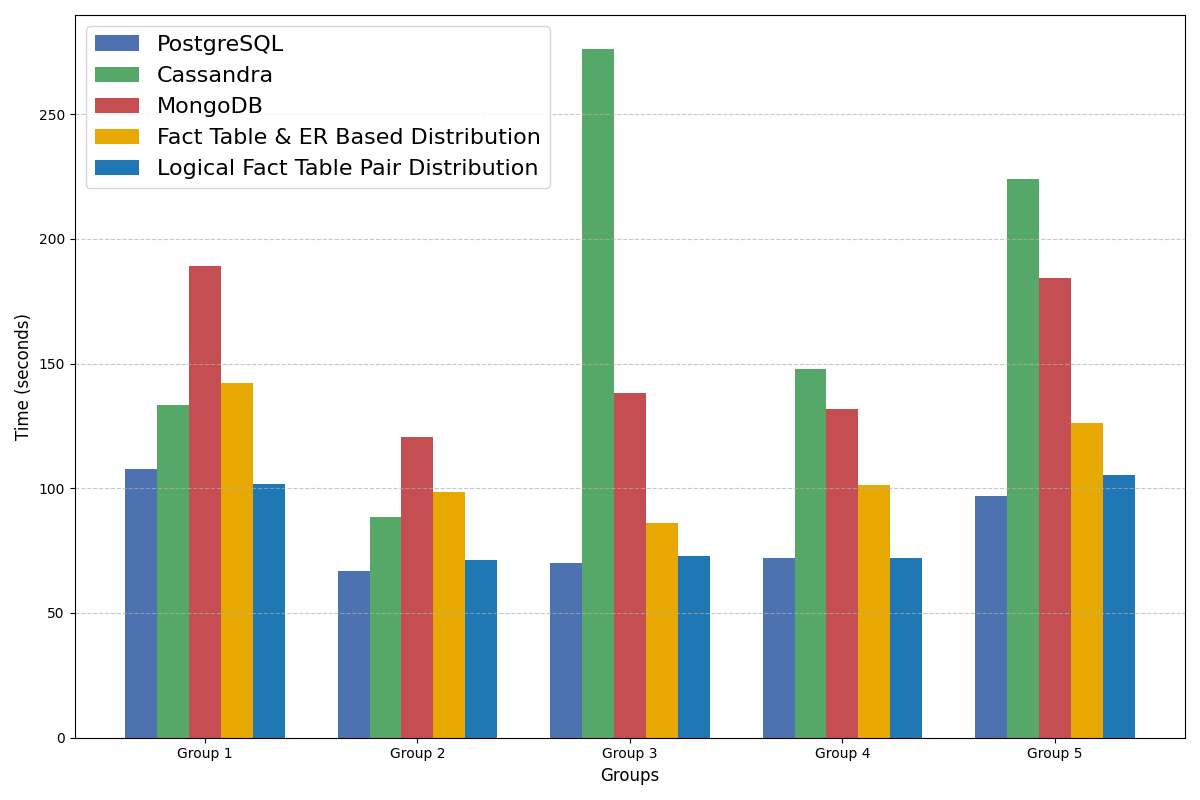 PostgreSQL
Cassandra
MongoDB
Fact Table & ER Based Distribution
Logical Fact Table Pair Distribution
250
200
150
100
50
0
Time (seconds)
Group 1
Group 2
Group 3
Group 4
Group 5
Groups